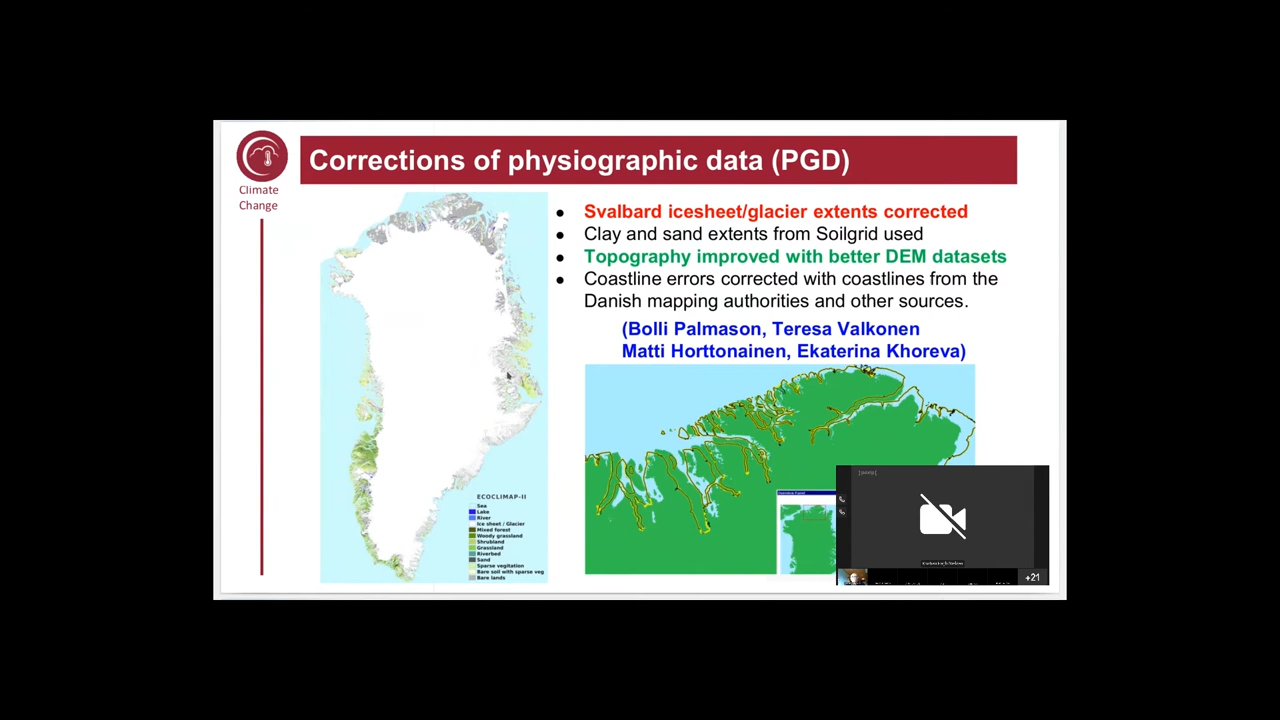 Corrections of physiographic data (PGD)
Climate
Change
Svalbard icesheet/glacier extents corrected
Clay and sand extents from Soilgrid used
Topography improved with better DEM datasets
Coastline errors corrected with coastlines from the
Danish mapping authorities and other sources.
(Bolli Palmason, Teresa Valkonen
Matti Horttonainen, Ekaterina Khoreva)
ECOCLIMAP-II
Sea
Lake
River
Ice sheet / Glacier
Mixed forest
Woody grassland
Shrubland
Grassland
Riverbed
Sand
Sparse vegitation
Bare soil with sparse veg
Bare lands
+21